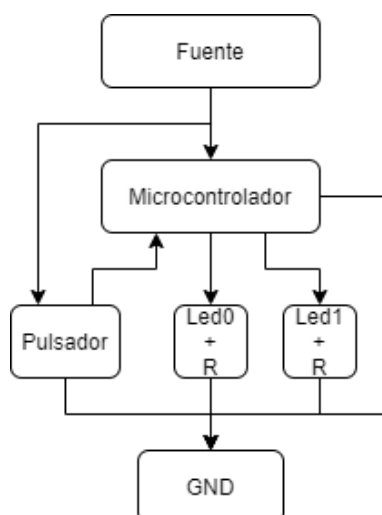 Fuente
Microcontrolador
Pulsador
Led0
+
R
Led1
+
R
GND